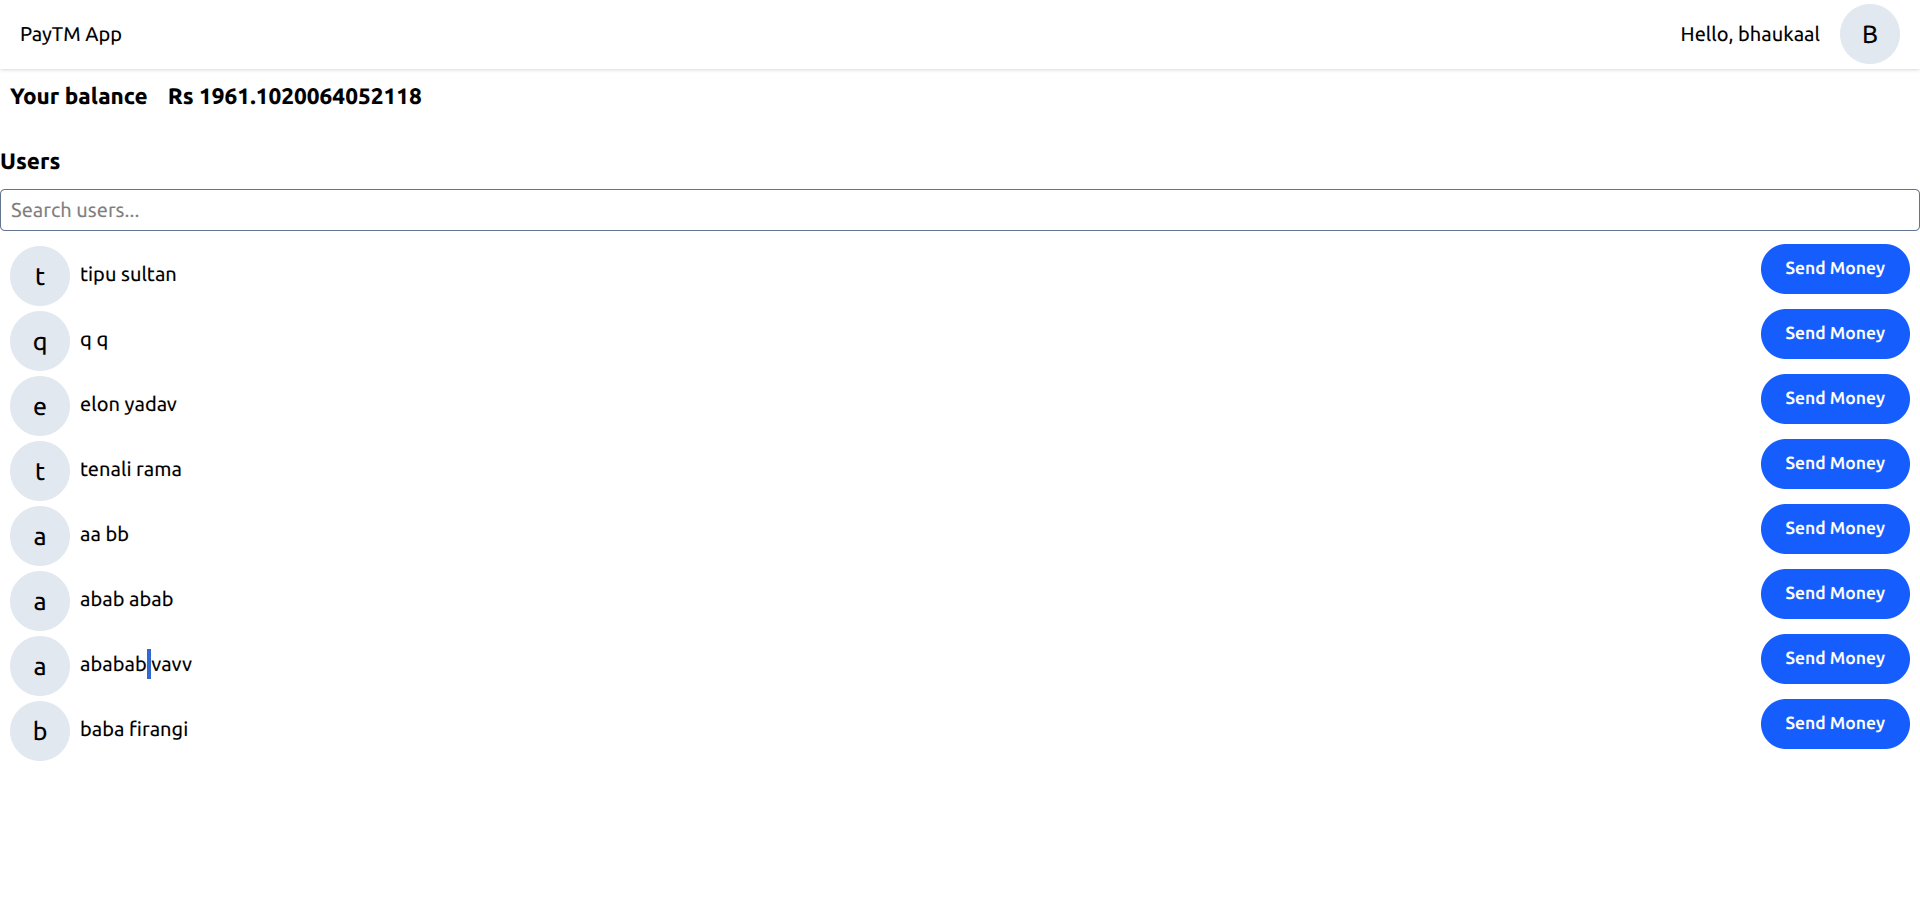 PayTM App Hello, bhaukaal B
Your balance Rs 1961.1020064052118
Users
Search users...
t tipu sultan Send Money
q q q Send Money
e elon yadav Send Money
t tenali rama Send Money
a aa bb Send Money
a abab abab Send Money
a ababab vavv Send Money
b baba firangi Send Money